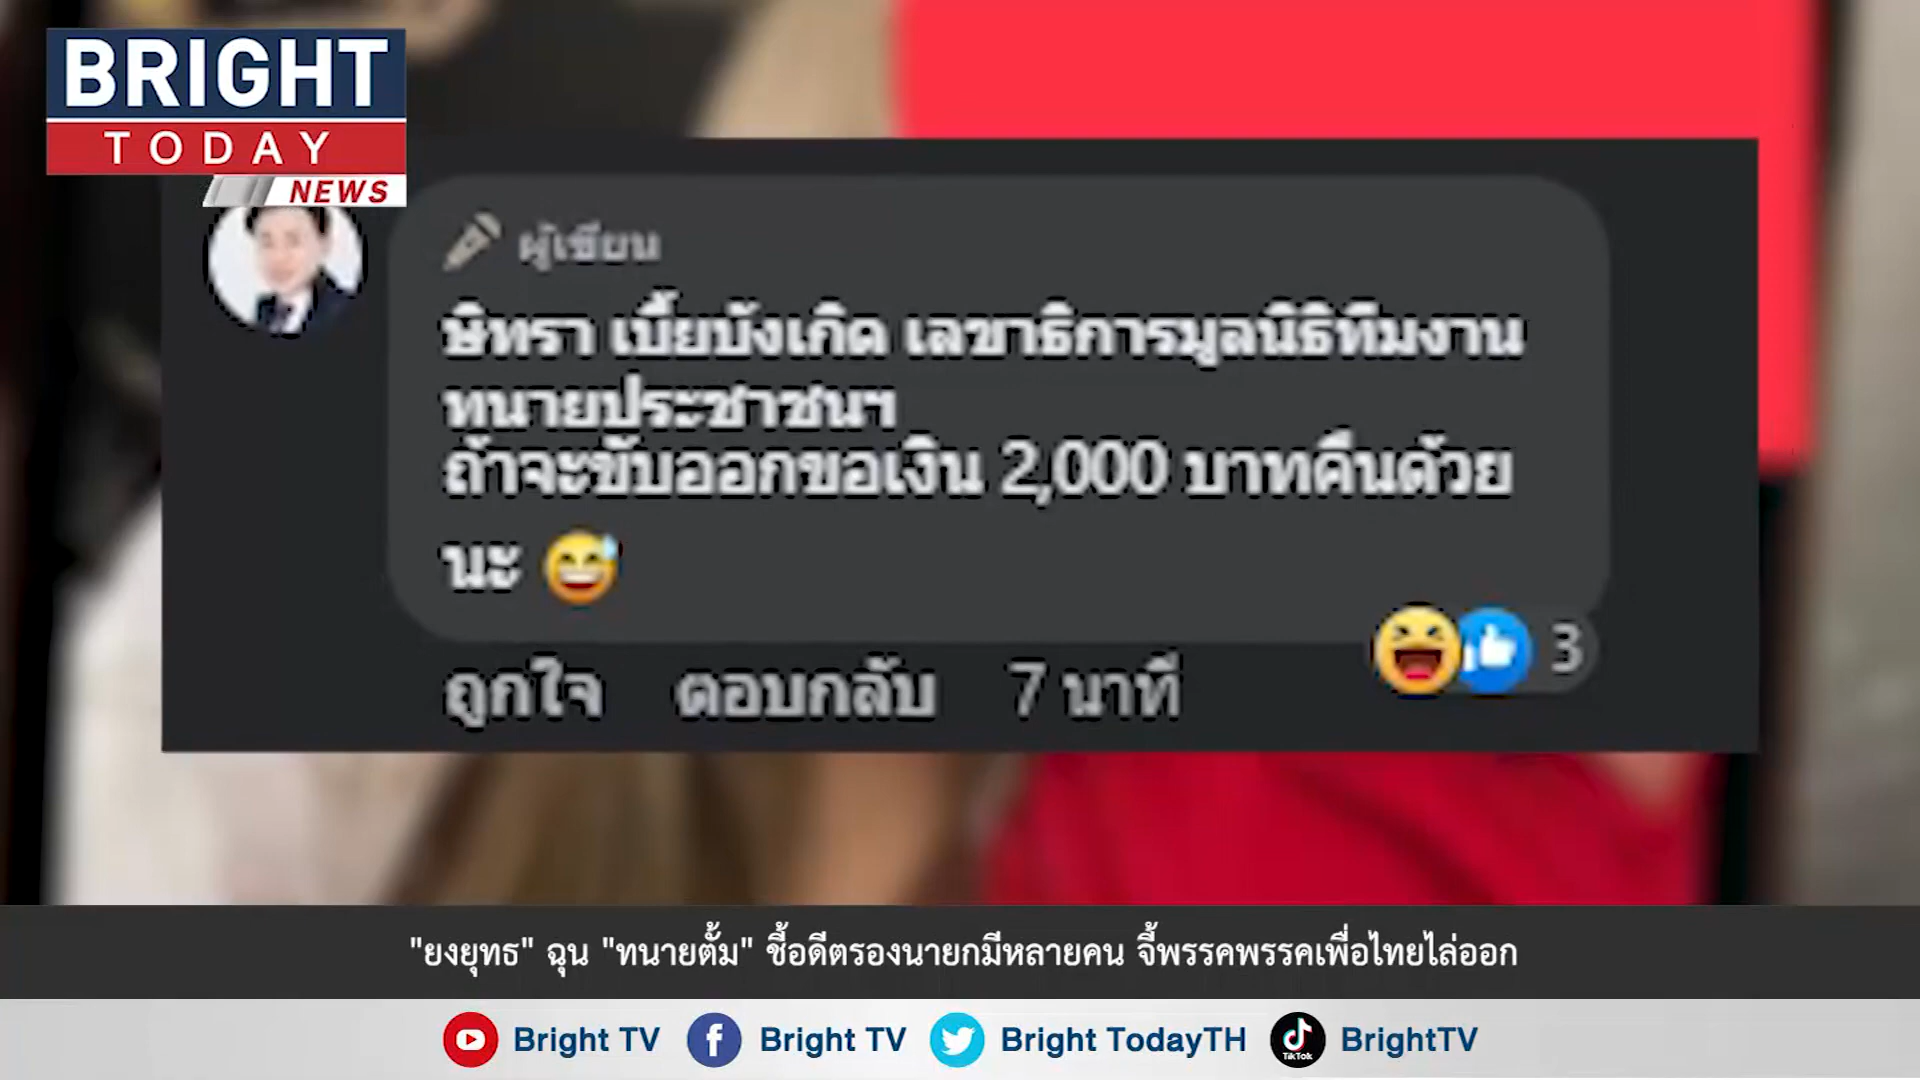 BRIGHT
TODAY
NEWS
ผู้เขียน
ษิทรา เบี้ยบังเกิด เลขาธิการมูลนิธิทีมงาน
ทนายประชาชนฯ
ถ้าจะขับออกขอเงิน 2,000 บาทคืนด้วย
นะ 😅
3
ถูกใจ ตอบกลับ 7 นาที
"ยงยุทธ" ฉุน "ทนายตั้ม" ชี้อดีตรองนายกมีหลายคน จี้พรรคพรรคเพื่อไทยไล่ออก
Bright TV Bright TV Bright TodayTH TikTok BrightTV